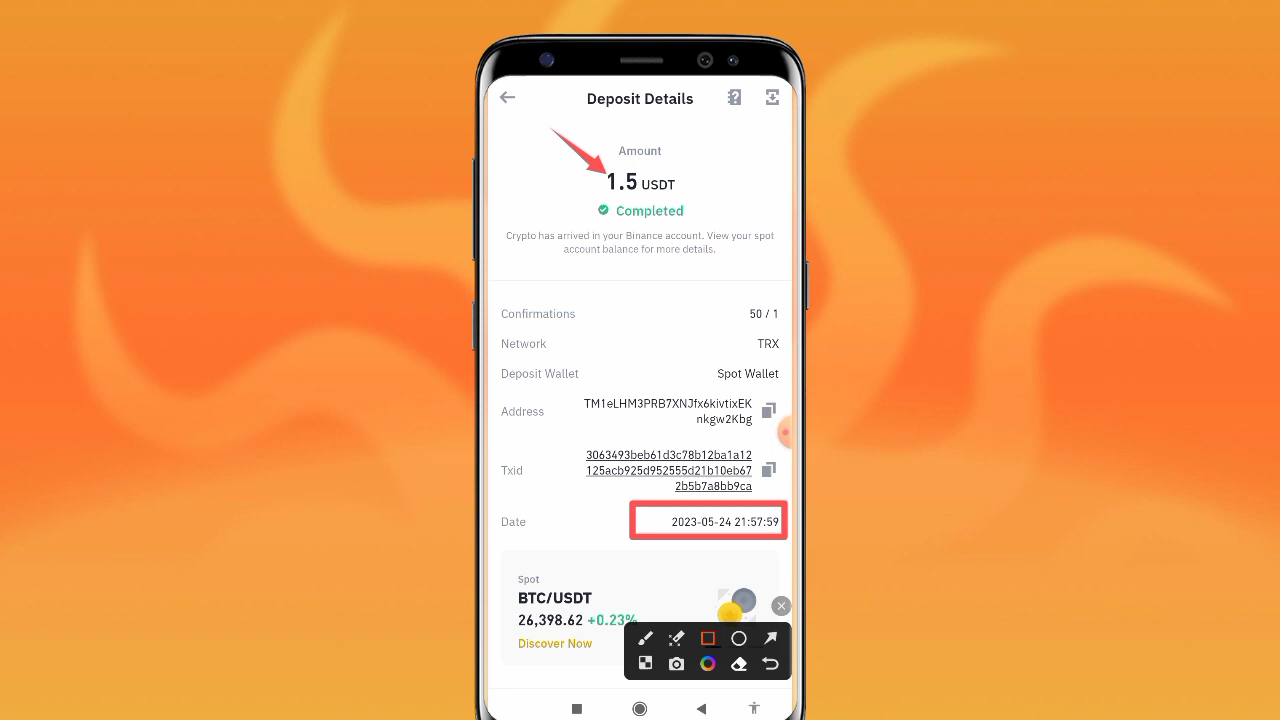 Deposit Details
Amount
1.5 USDT
Completed
Crypto has arrived in your Binance account. View your spot
account balance for more details.
Confirmations 50 / 1
Network TRX
Deposit Wallet Spot Wallet
Address TM1eLHM3PRB7XNJfx6kivtixEK
nkgw2Kbg
3063493beb61d3c78b12ba1a12
Txid 125acb925d952555d21b10eb67
2b5b7a8bb9ca
Date 2023-05-24 21:57:59
Spot
BTC/USDT
26,398.62 +0.23%
Discover Now